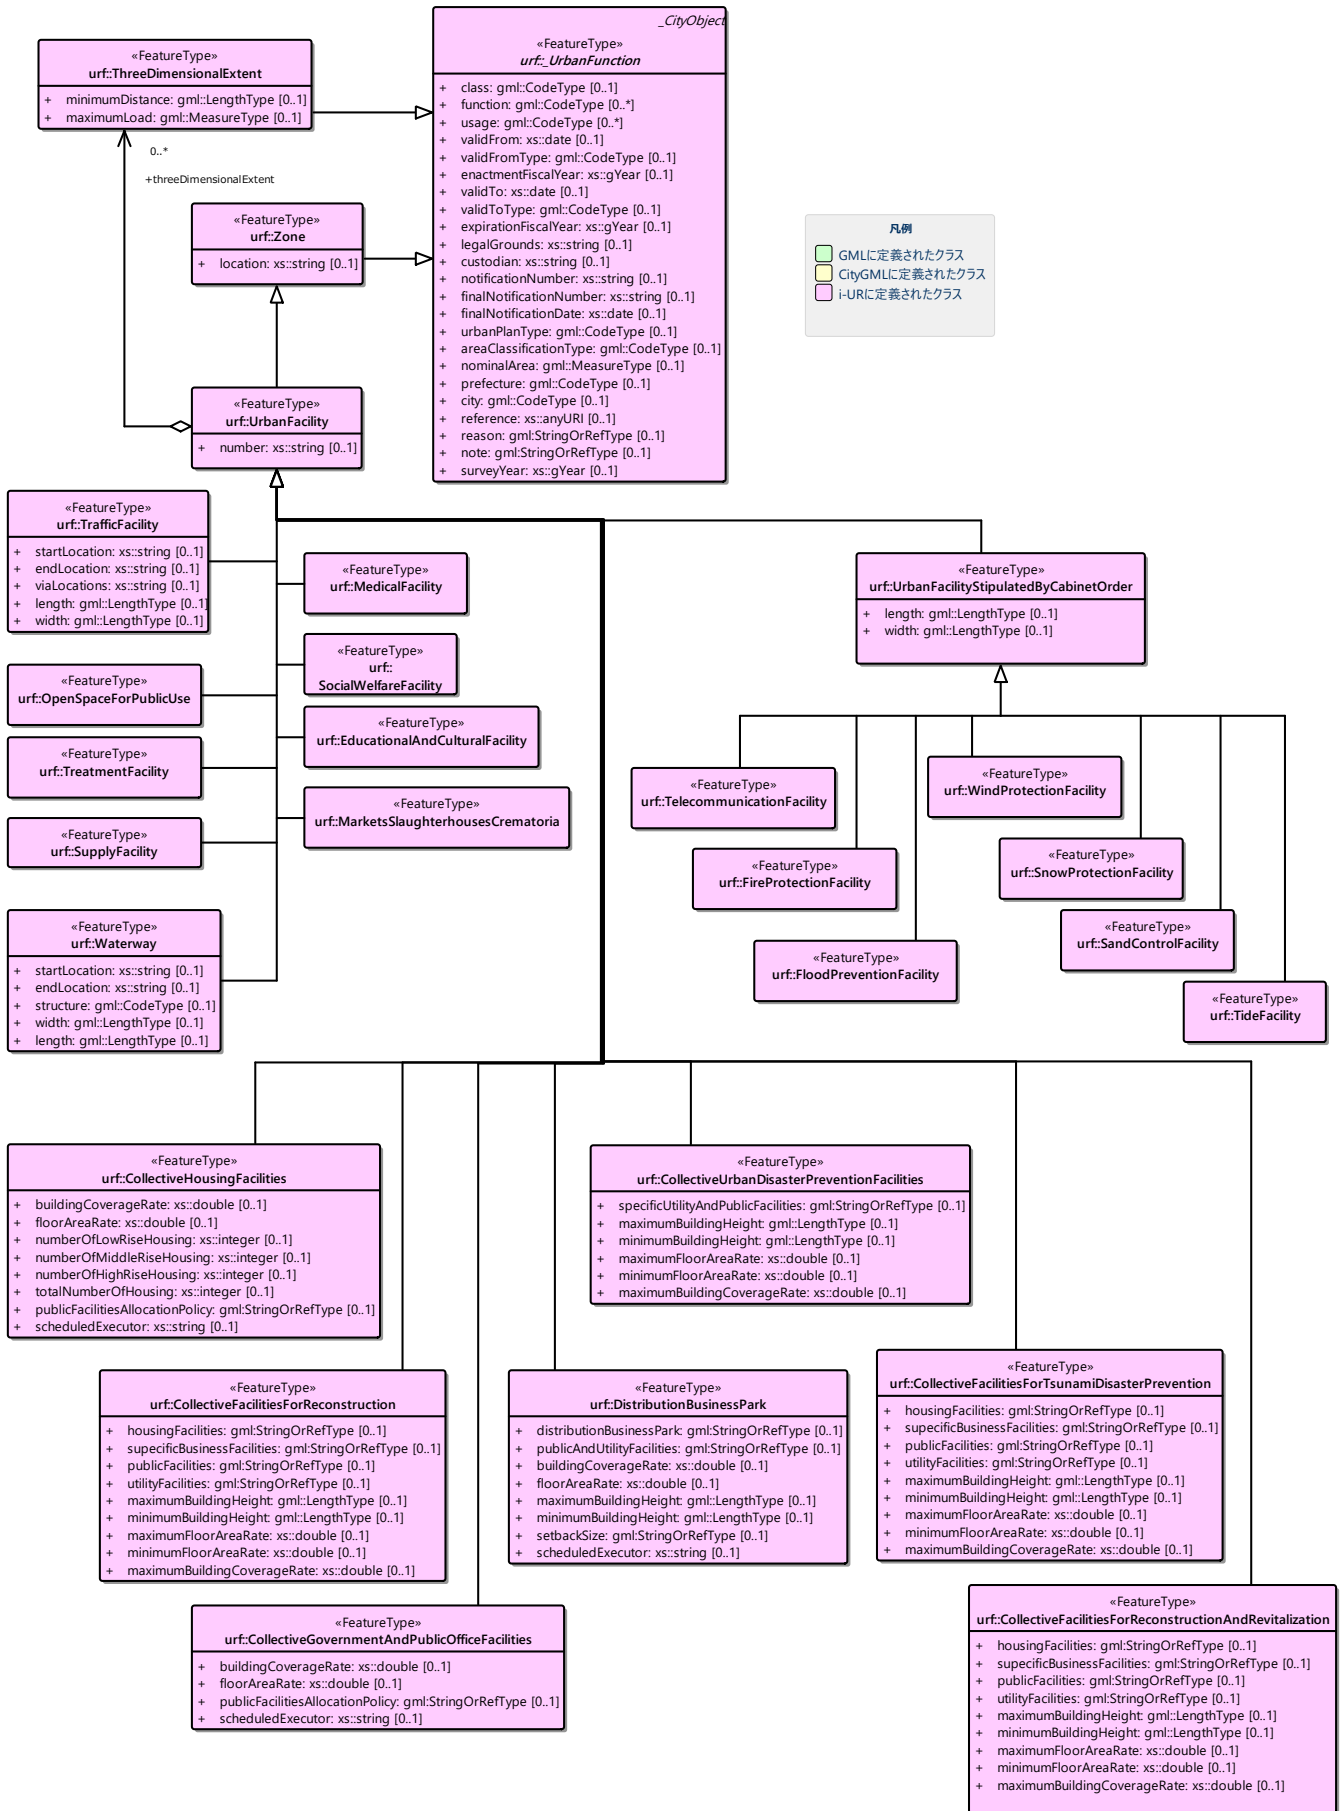 _CityObject
«FeatureType»
urf::_UrbanFunction
+ class: gml::CodeType [0..1]
+ function: gml::CodeType [0..*]
+ usage: gml::CodeType [0..*]
+ validFrom: xs::date [0..1]
+ validFromType: gml::CodeType [0..1]
+ enactmentFiscalYear: xs::gYear [0..1]
+ validTo: xs::date [0..1]
+ validToType: gml::CodeType [0..1]
+ expirationFiscalYear: xs::gYear [0..1]
+ legalGrounds: xs::string [0..1]
+ custodian: xs::string [0..1]
+ notificationNumber: xs::string [0..1]
+ finalNotificationNumber: xs::string [0..1]
+ finalNotificationDate: xs::date [0..1]
+ urbanPlanType: gml::CodeType [0..1]
+ areaClassificationType: gml::CodeType [0..1]
+ nominalArea: gml::MeasureType [0..1]
+ prefecture: gml::CodeType [0..1]
+ city: gml::CodeType [0..1]
+ reference: xs::anyURI [0..1]
+ reason: gml:StringOrRefType [0..1]
+ note: gml:StringOrRefType [0..1]
+ surveyYear: xs::gYear [0..1]
«FeatureType»
urf::ThreeDimensionalExtent
+ minimumDistance: gml::LengthType [0..1]
+ maximumLoad: gml::MeasureType [0..1]
0..*
+threeDimensionalExtent
«FeatureType»
urf::Zone
+ location: xs::string [0..1]
凡例
GMLに定義されたクラス
CityGMLに定義されたクラス
i-URに定義されたクラス
«FeatureType»
urf::UrbanFacility
+ number: xs::string [0..1]
«FeatureType»
urf::TrafficFacility
+ startLocation: xs::string [0..1]
+ endLocation: xs::string [0..1]
+ viaLocations: xs::string [0..1]
+ length: gml::LengthType [0..1]
+ width: gml::LengthType [0..1]
«FeatureType»
urf::MedicalFacility
«FeatureType»
urf::
SocialWelfareFacility
«FeatureType»
urf::OpenSpaceForPublicUse
«FeatureType»
urf::EducationalAndCulturalFacility
«FeatureType»
urf::TreatmentFacility
«FeatureType»
urf::MarketsSlaughterhousesCrematoria
«FeatureType»
urf::SupplyFacility
«FeatureType»
urf::Waterway
+ startLocation: xs::string [0..1]
+ endLocation: xs::string [0..1]
+ structure: gml::CodeType [0..1]
+ width: gml::LengthType [0..1]
+ length: gml::LengthType [0..1]
«FeatureType»
urf::UrbanFacilityStipulatedByCabinetOrder
+ length: gml::LengthType [0..1]
+ width: gml::LengthType [0..1]
«FeatureType»
urf::TelecommunicationFacility
«FeatureType»
urf::WindProtectionFacility
«FeatureType»
urf::FireProtectionFacility
«FeatureType»
urf::SnowProtectionFacility
«FeatureType»
urf::SandControlFacility
«FeatureType»
urf::FloodPreventionFacility
«FeatureType»
urf::TideFacility
«FeatureType»
urf::CollectiveHousingFacilities
+ buildingCoverageRate: xs::double [0..1]
+ floorAreaRate: xs::double [0..1]
+ numberOfLowRiseHousing: xs::integer [0..1]
+ numberOfMiddleRiseHousing: xs::integer [0..1]
+ numberOfHighRiseHousing: xs::integer [0..1]
+ totalNumberOfHousing: xs::integer [0..1]
+ publicFacilitiesAllocationPolicy: gml:StringOrRefType [0..1]
+ scheduledExecutor: xs::string [0..1]
«FeatureType»
urf::CollectiveUrbanDisasterPreventionFacilities
+ specificUtilityAndPublicFacilities: gml:StringOrRefType [0..1]
+ maximumBuildingHeight: gml::LengthType [0..1]
+ minimumBuildingHeight: gml::LengthType [0..1]
+ maximumFloorAreaRate: xs::double [0..1]
+ minimumFloorAreaRate: xs::double [0..1]
+ maximumBuildingCoverageRate: xs::double [0..1]
«FeatureType»
urf::CollectiveFacilitiesForReconstruction
+ housingFacilities: gml:StringOrRefType [0..1]
+ supecificBusinessFacilities: gml:StringOrRefType [0..1]
+ publicFacilities: gml:StringOrRefType [0..1]
+ utilityFacilities: gml:StringOrRefType [0..1]
+ maximumBuildingHeight: gml::LengthType [0..1]
+ minimumBuildingHeight: gml::LengthType [0..1]
+ maximumFloorAreaRate: xs::double [0..1]
+ minimumFloorAreaRate: xs::double [0..1]
+ maximumBuildingCoverageRate: xs::double [0..1]
«FeatureType»
urf::DistributionBusinessPark
+ distributionBusinessPark: gml:StringOrRefType [0..1]
+ publicAndUtilityFacilities: gml:StringOrRefType [0..1]
+ buildingCoverageRate: xs::double [0..1]
+ floorAreaRate: xs::double [0..1]
+ maximumBuildingHeight: gml::LengthType [0..1]
+ minimumBuildingHeight: gml::LengthType [0..1]
+ setbackSize: gml:StringOrRefType [0..1]
+ scheduledExecutor: xs::string [0..1]
«FeatureType»
urf::CollectiveFacilitiesForTsunamiDisasterPrevention
+ housingFacilities: gml:StringOrRefType [0..1]
+ supecificBusinessFacilities: gml:StringOrRefType [0..1]
+ publicFacilities: gml:StringOrRefType [0..1]
+ utilityFacilities: gml:StringOrRefType [0..1]
+ maximumBuildingHeight: gml::LengthType [0..1]
+ minimumBuildingHeight: gml::LengthType [0..1]
+ maximumFloorAreaRate: xs::double [0..1]
+ minimumFloorAreaRate: xs::double [0..1]
+ maximumBuildingCoverageRate: xs::double [0..1]
«FeatureType»
urf::CollectiveGovernmentAndPublicOfficeFacilities
+ buildingCoverageRate: xs::double [0..1]
+ floorAreaRate: xs::double [0..1]
+ publicFacilitiesAllocationPolicy: gml:StringOrRefType [0..1]
+ scheduledExecutor: xs::string [0..1]
«FeatureType»
urf::CollectiveFacilitiesForReconstructionAndRevitalization
+ housingFacilities: gml:StringOrRefType [0..1]
+ supecificBusinessFacilities: gml:StringOrRefType [0..1]
+ publicFacilities: gml:StringOrRefType [0..1]
+ utilityFacilities: gml:StringOrRefType [0..1]
+ maximumBuildingHeight: gml::LengthType [0..1]
+ minimumBuildingHeight: gml::LengthType [0..1]
+ maximumFloorAreaRate: xs::double [0..1]
+ minimumFloorAreaRate: xs::double [0..1]
+ maximumBuildingCoverageRate: xs::double [0..1]